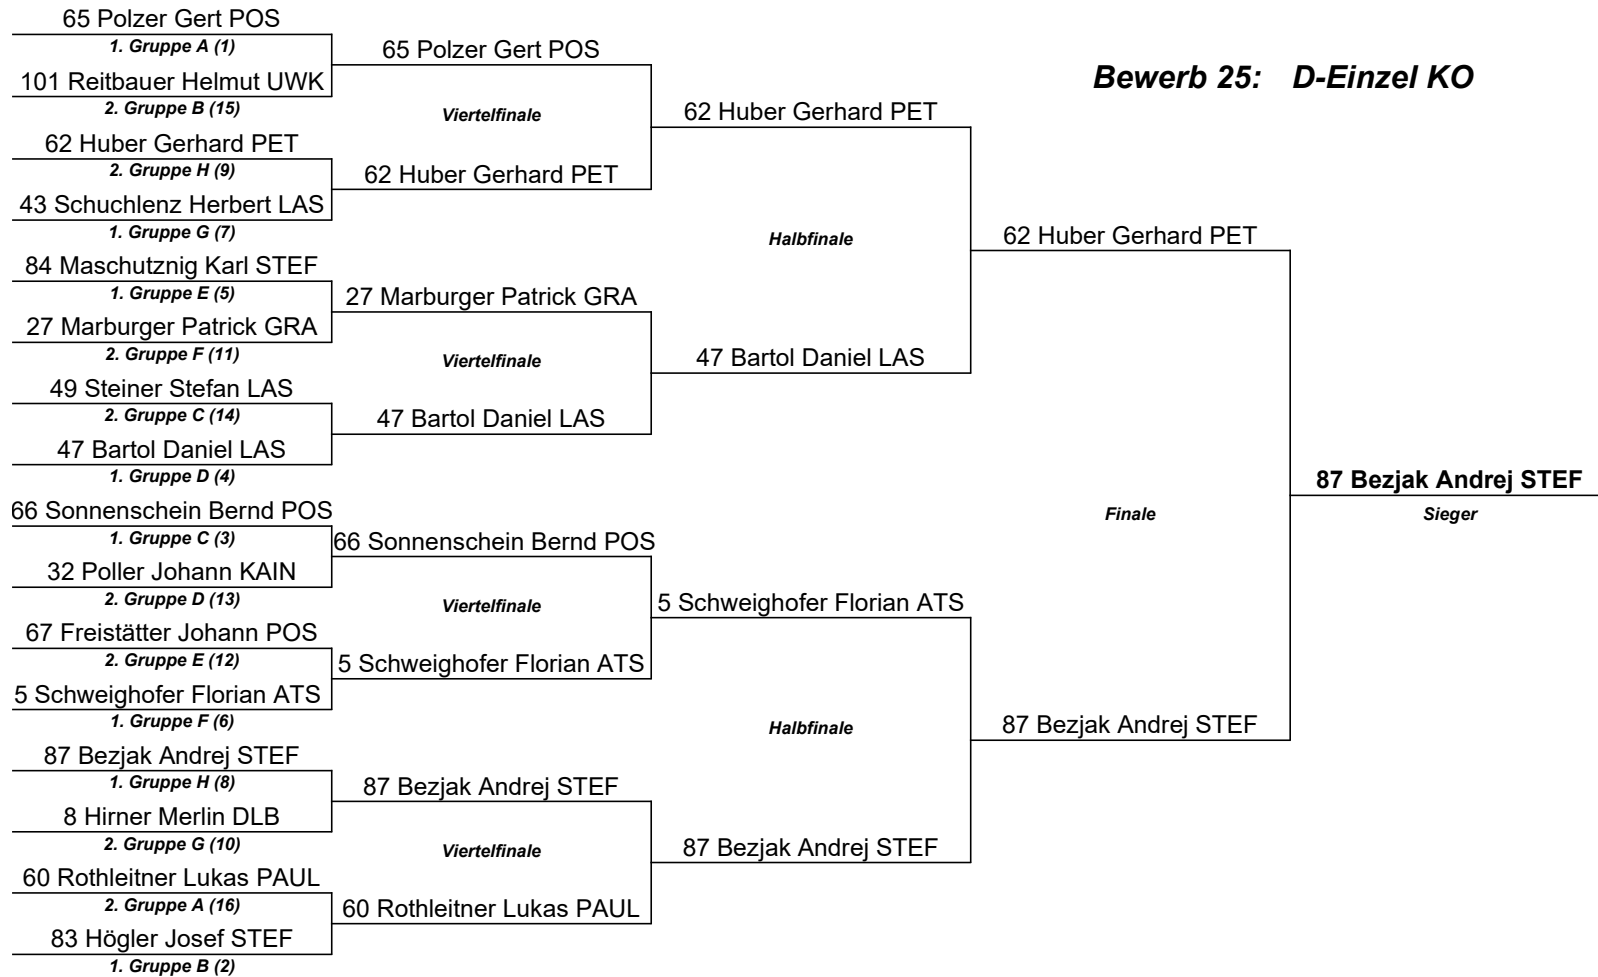 Bewerb 25: D-Einzel KO
65 Polzer Gert POS
1. Gruppe A (1)
101 Reitbauer Helmut UWK
2. Gruppe B (15)
62 Huber Gerhard PET
2. Gruppe H (9)
43 Schuchlenz Herbert LAS
1. Gruppe G (7)
84 Maschutznig Karl STEF
1. Gruppe E (5)
27 Marburger Patrick GRA
2. Gruppe F (11)
49 Steiner Stefan LAS
2. Gruppe C (14)
47 Bartol Daniel LAS
1. Gruppe D (4)
66 Sonnenschein Bernd POS
1. Gruppe C (3)
32 Poller Johann KAIN
2. Gruppe D (13)
67 Freistätter Johann POS
2. Gruppe E (12)
5 Schweighofer Florian ATS
1. Gruppe F (6)
87 Bezjak Andrej STEF
1. Gruppe H (8)
8 Hirner Merlin DLB
2. Gruppe G (10)
60 Rothleitner Lukas PAUL
2. Gruppe A (16)
83 Högler Josef STEF
1. Gruppe B (2)
65 Polzer Gert POS
Viertelfinale
62 Huber Gerhard PET
27 Marburger Patrick GRA
Viertelfinale
47 Bartol Daniel LAS
66 Sonnenschein Bernd POS
Viertelfinale
5 Schweighofer Florian ATS
87 Bezjak Andrej STEF
Viertelfinale
60 Rothleitner Lukas PAUL
62 Huber Gerhard PET
Halbfinale
47 Bartol Daniel LAS
5 Schweighofer Florian ATS
Halbfinale
87 Bezjak Andrej STEF
62 Huber Gerhard PET
Finale
87 Bezjak Andrej STEF
87 Bezjak Andrej STEF
Sieger